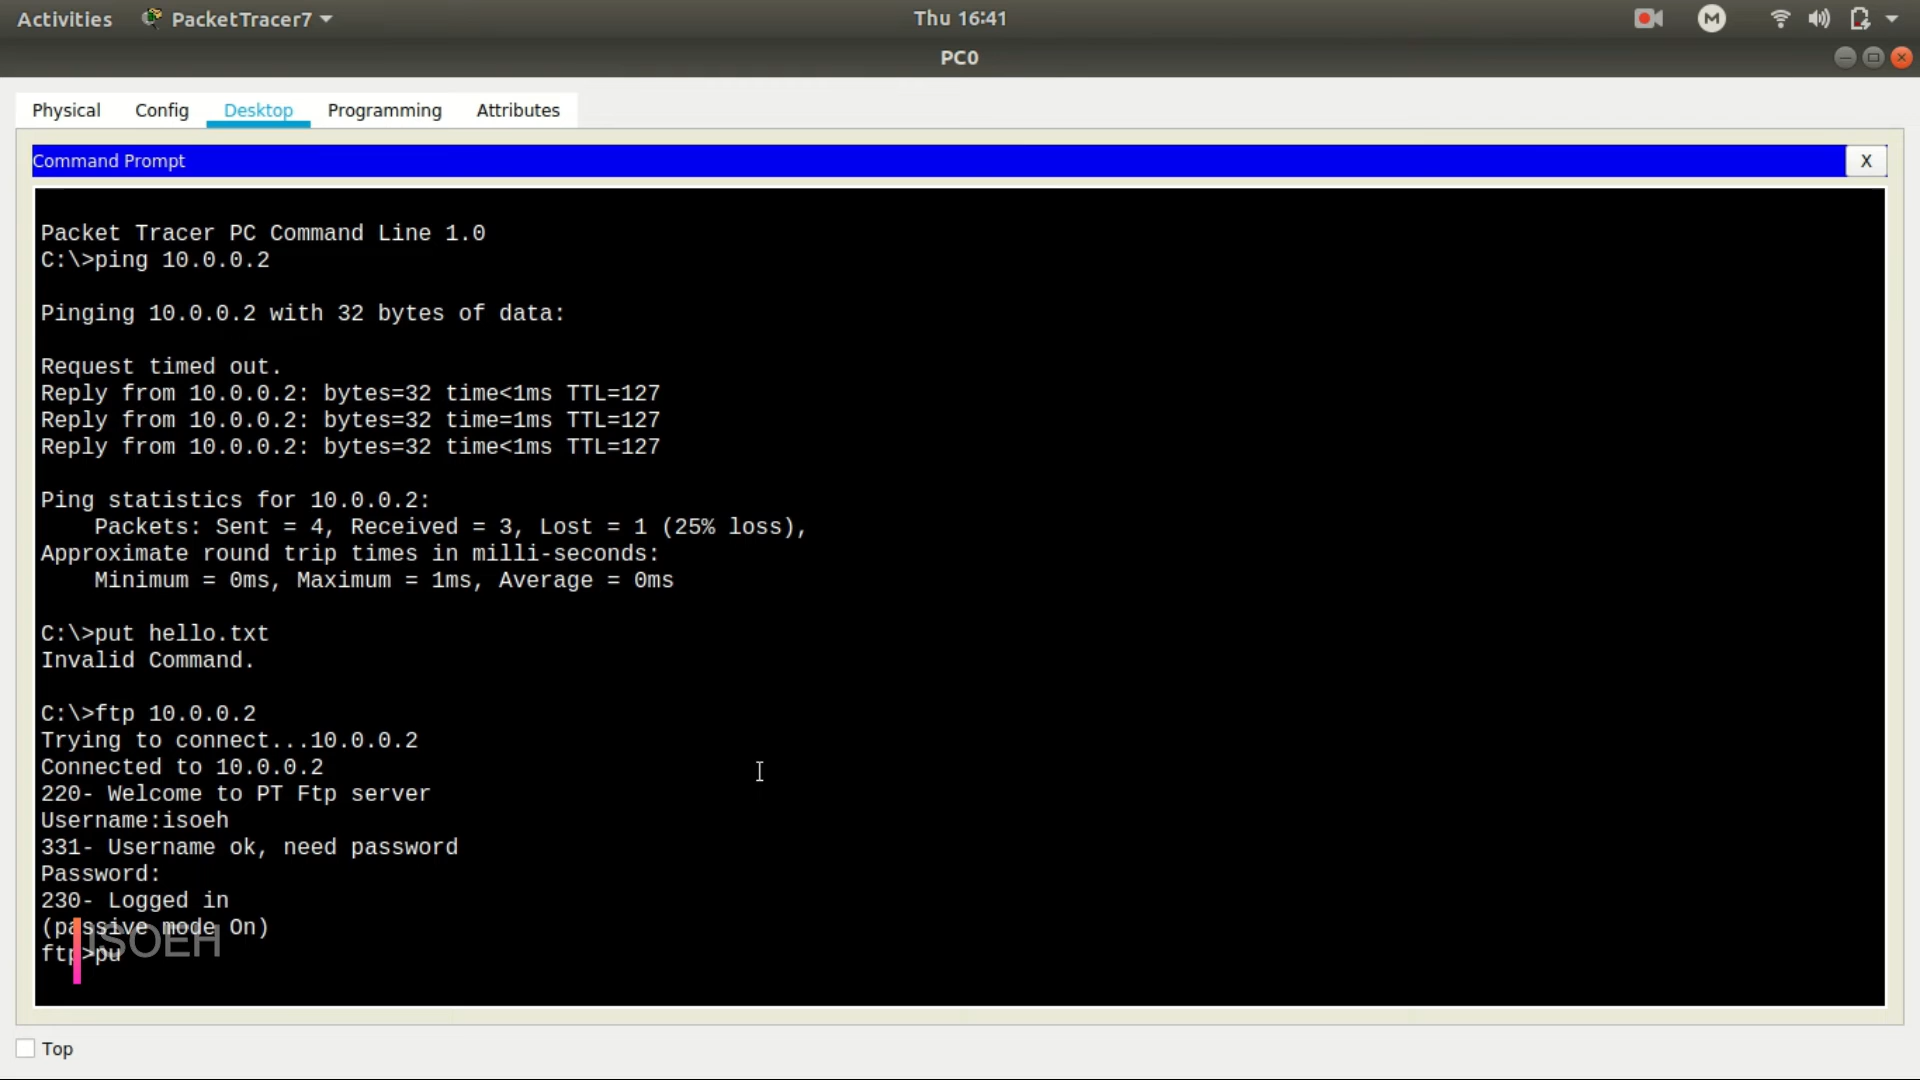 Activities PacketTracer7 Thu 16:41
M
PC0
Physical Config Desktop Programming Attributes
Command Prompt X
Packet Tracer PC Command Line 1.0
C:\>ping 10.0.0.2
Pinging 10.0.0.2 with 32 bytes of data:
Request timed out.
Reply from 10.0.0.2: bytes=32 time<1ms TTL=127
Reply from 10.0.0.2: bytes=32 time=1ms TTL=127
Reply from 10.0.0.2: bytes=32 time<1ms TTL=127
Ping statistics for 10.0.0.2:
Packets: Sent = 4, Received = 3, Lost = 1 (25% loss),
Approximate round trip times in milli-seconds:
Minimum = 0ms, Maximum = 1ms, Average = 0ms
C:\>put hello.txt
Invalid Command.
C:\>ftp 10.0.0.2
Trying to connect...10.0.0.2
Connected to 10.0.0.2
220- Welcome to PT Ftp server
Username:isoeh
331- Username ok, need password
Password:
230- Logged in
(passive mode On)
ftp>pu
ISOEH
Top